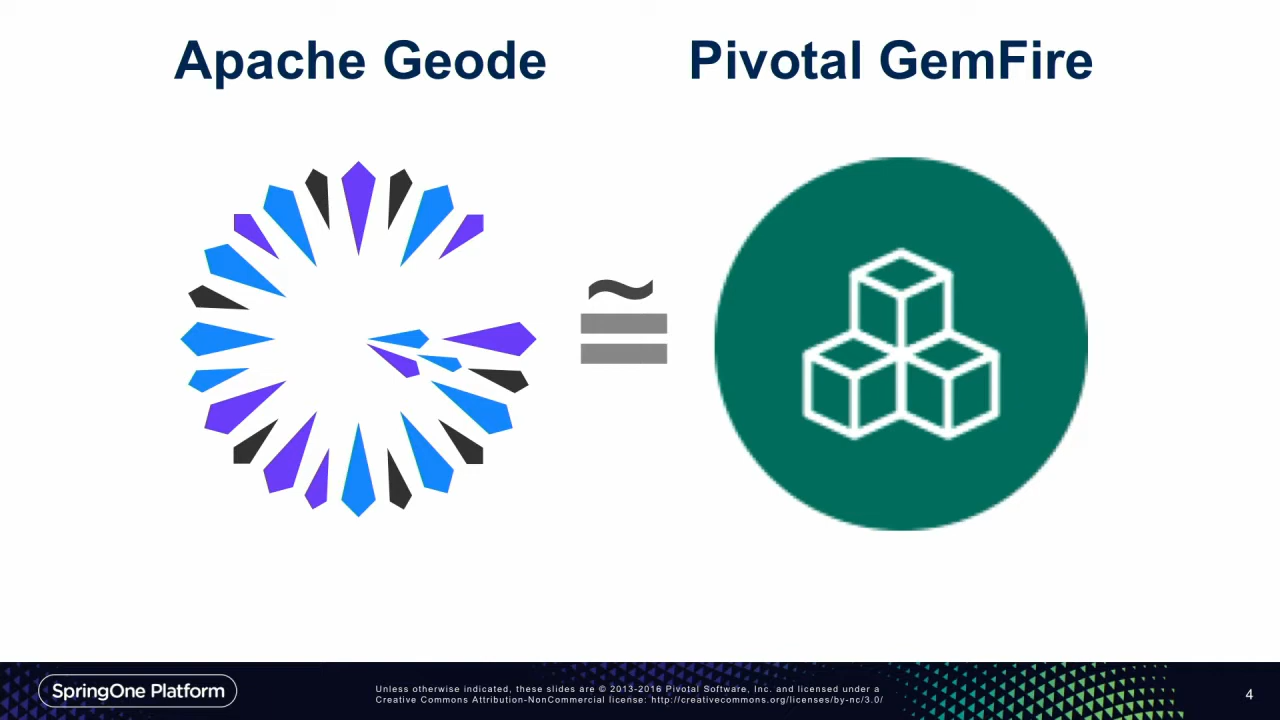 Apache Geode
Pivotal GemFire
≅
SpringOne Platform
Unless otherwise indicated, these slides are © 2013-2016 Pivotal Software, Inc. and licensed under a
Creative Commons Attribution-NonCommercial license: http://creativecommons.org/licenses/by-nc/3.0/
4